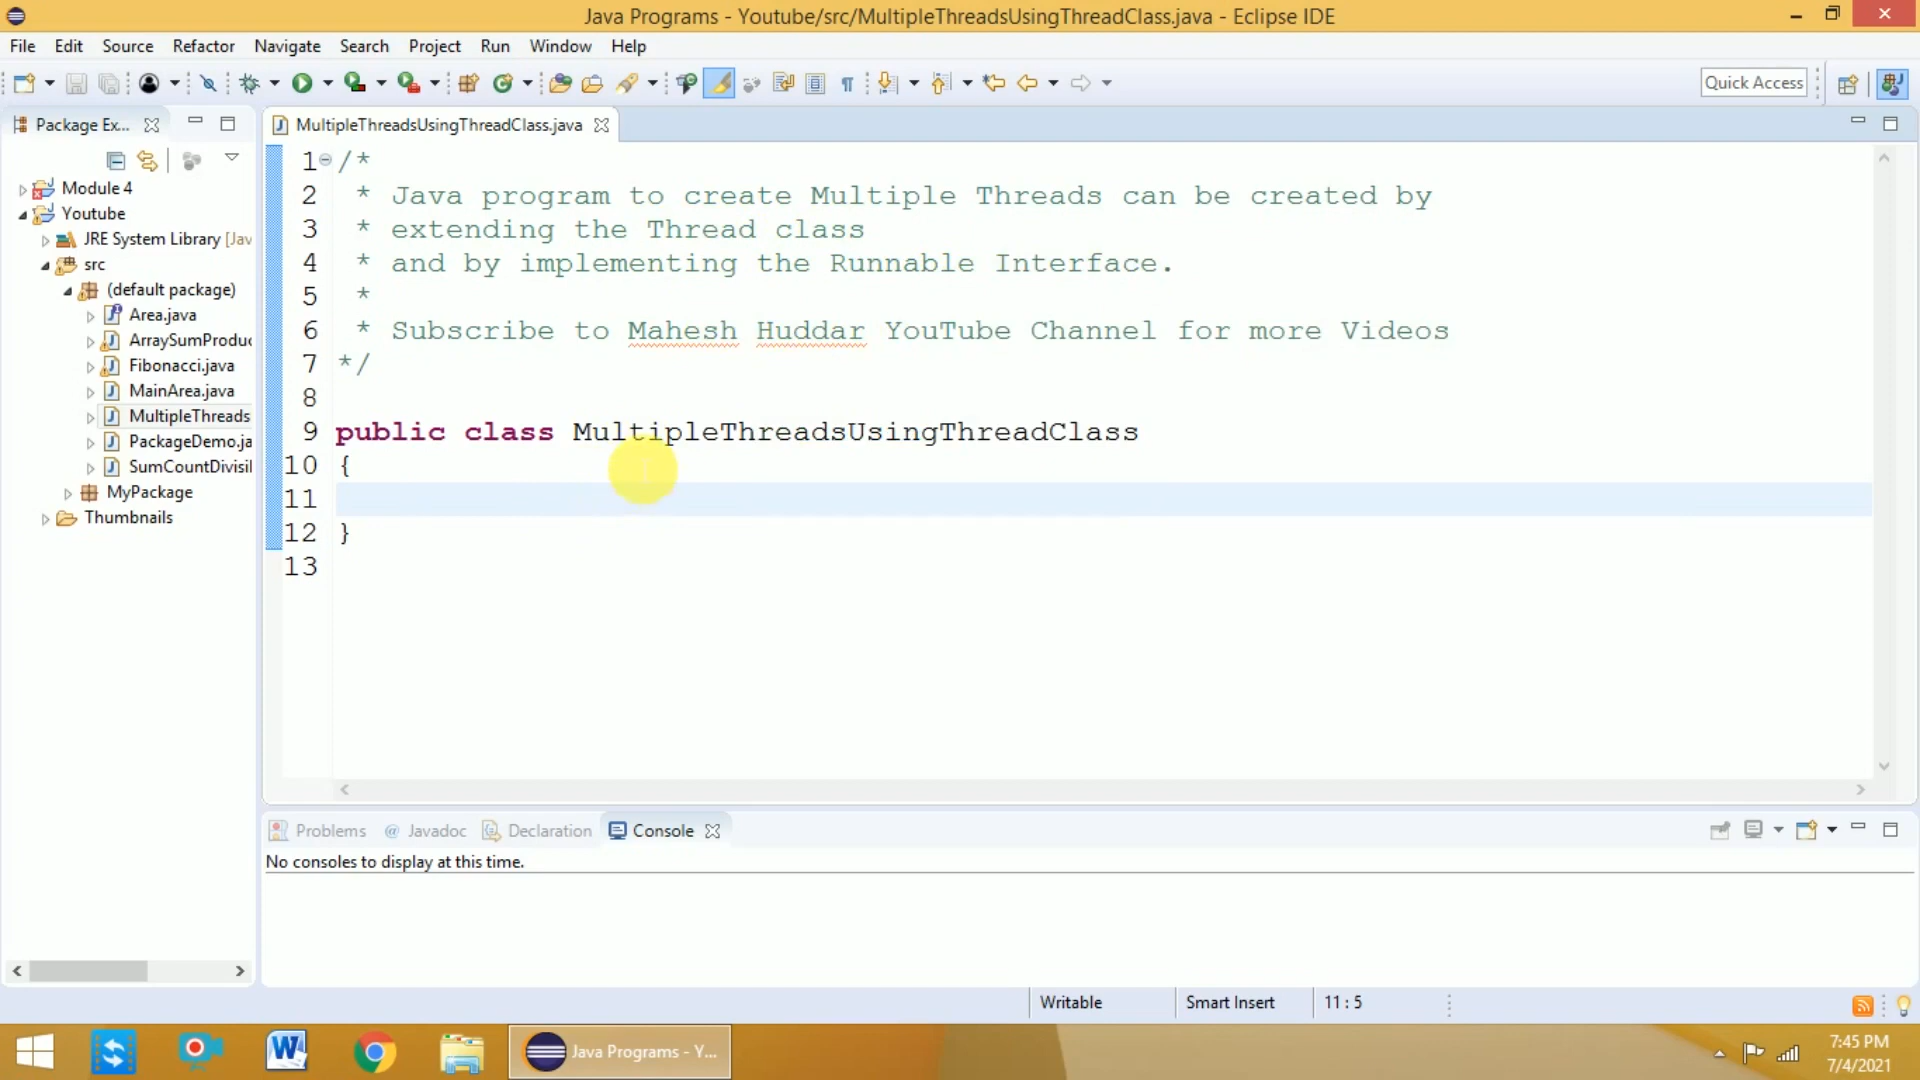 Java Programs - Youtube/src/MultipleThreadsUsingThreadClass.java - Eclipse IDE
File Edit Source Refactor Navigate Search Project Run Window Help
Quick Access
Package Ex...
MultipleThreadsUsingThreadClass.java
Module 4
Youtube
JRE System Library [Jav
src
(default package)
Area.java
ArraySumProduc
Fibonacci.java
MainArea.java
MultipleThreads
PackageDemo.ja
SumCountDivisil
MyPackage
Thumbnails
1 /*
2 * Java program to create Multiple Threads can be created by
3 * extending the Thread class
4 * and by implementing the Runnable Interface.
5 *
6 * Subscribe to Mahesh Huddar YouTube Channel for more Videos
7 */
8
9 public class MultipleThreadsUsingThreadClass
10 {
11
12 }
13
Problems @ Javadoc Declaration Console
No consoles to display at this time.
Writable Smart Insert 11 : 5
Java Programs - Y...
7:45 PM
7/4/2021